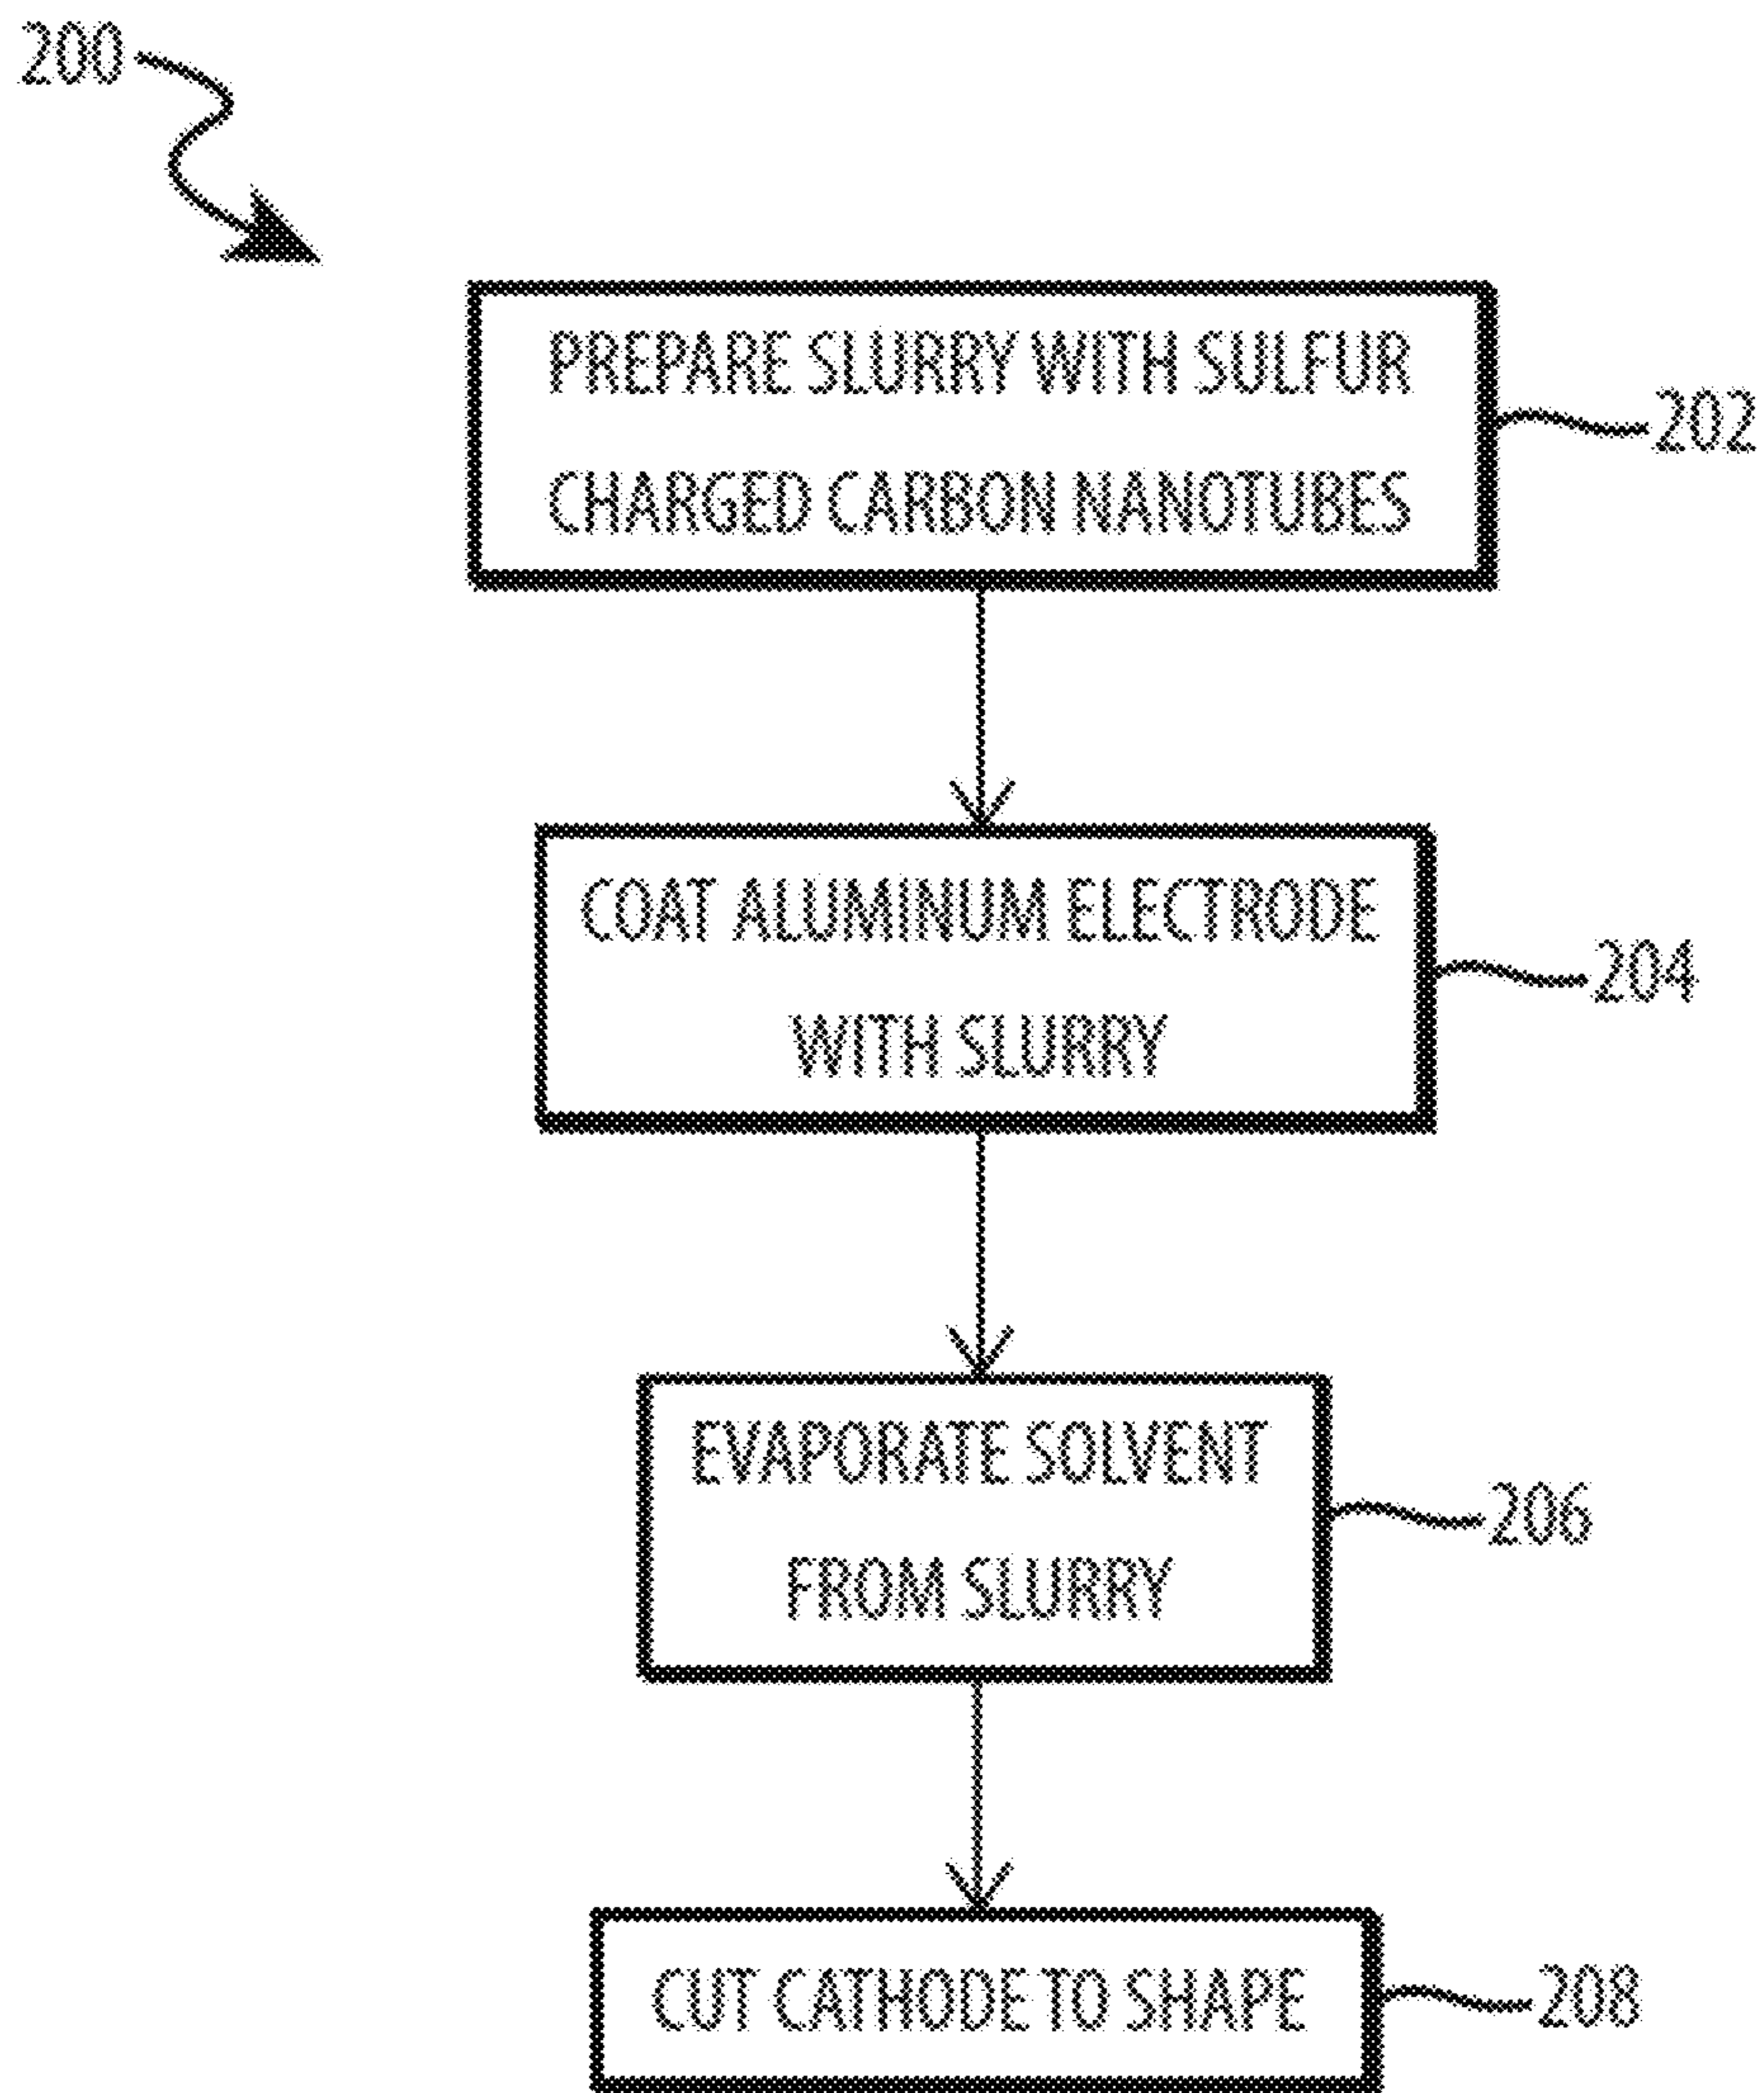 200
PREPARE SLURRY WITH SULFUR
CHARGED CARBON NANOTUBES
202
COAT ALUMINUM ELECTRODE
WITH SLURRY
204
EVAPORATE SOLVENT
FROM SLURRY
206
CUT CATHODE TO SHAPE
208